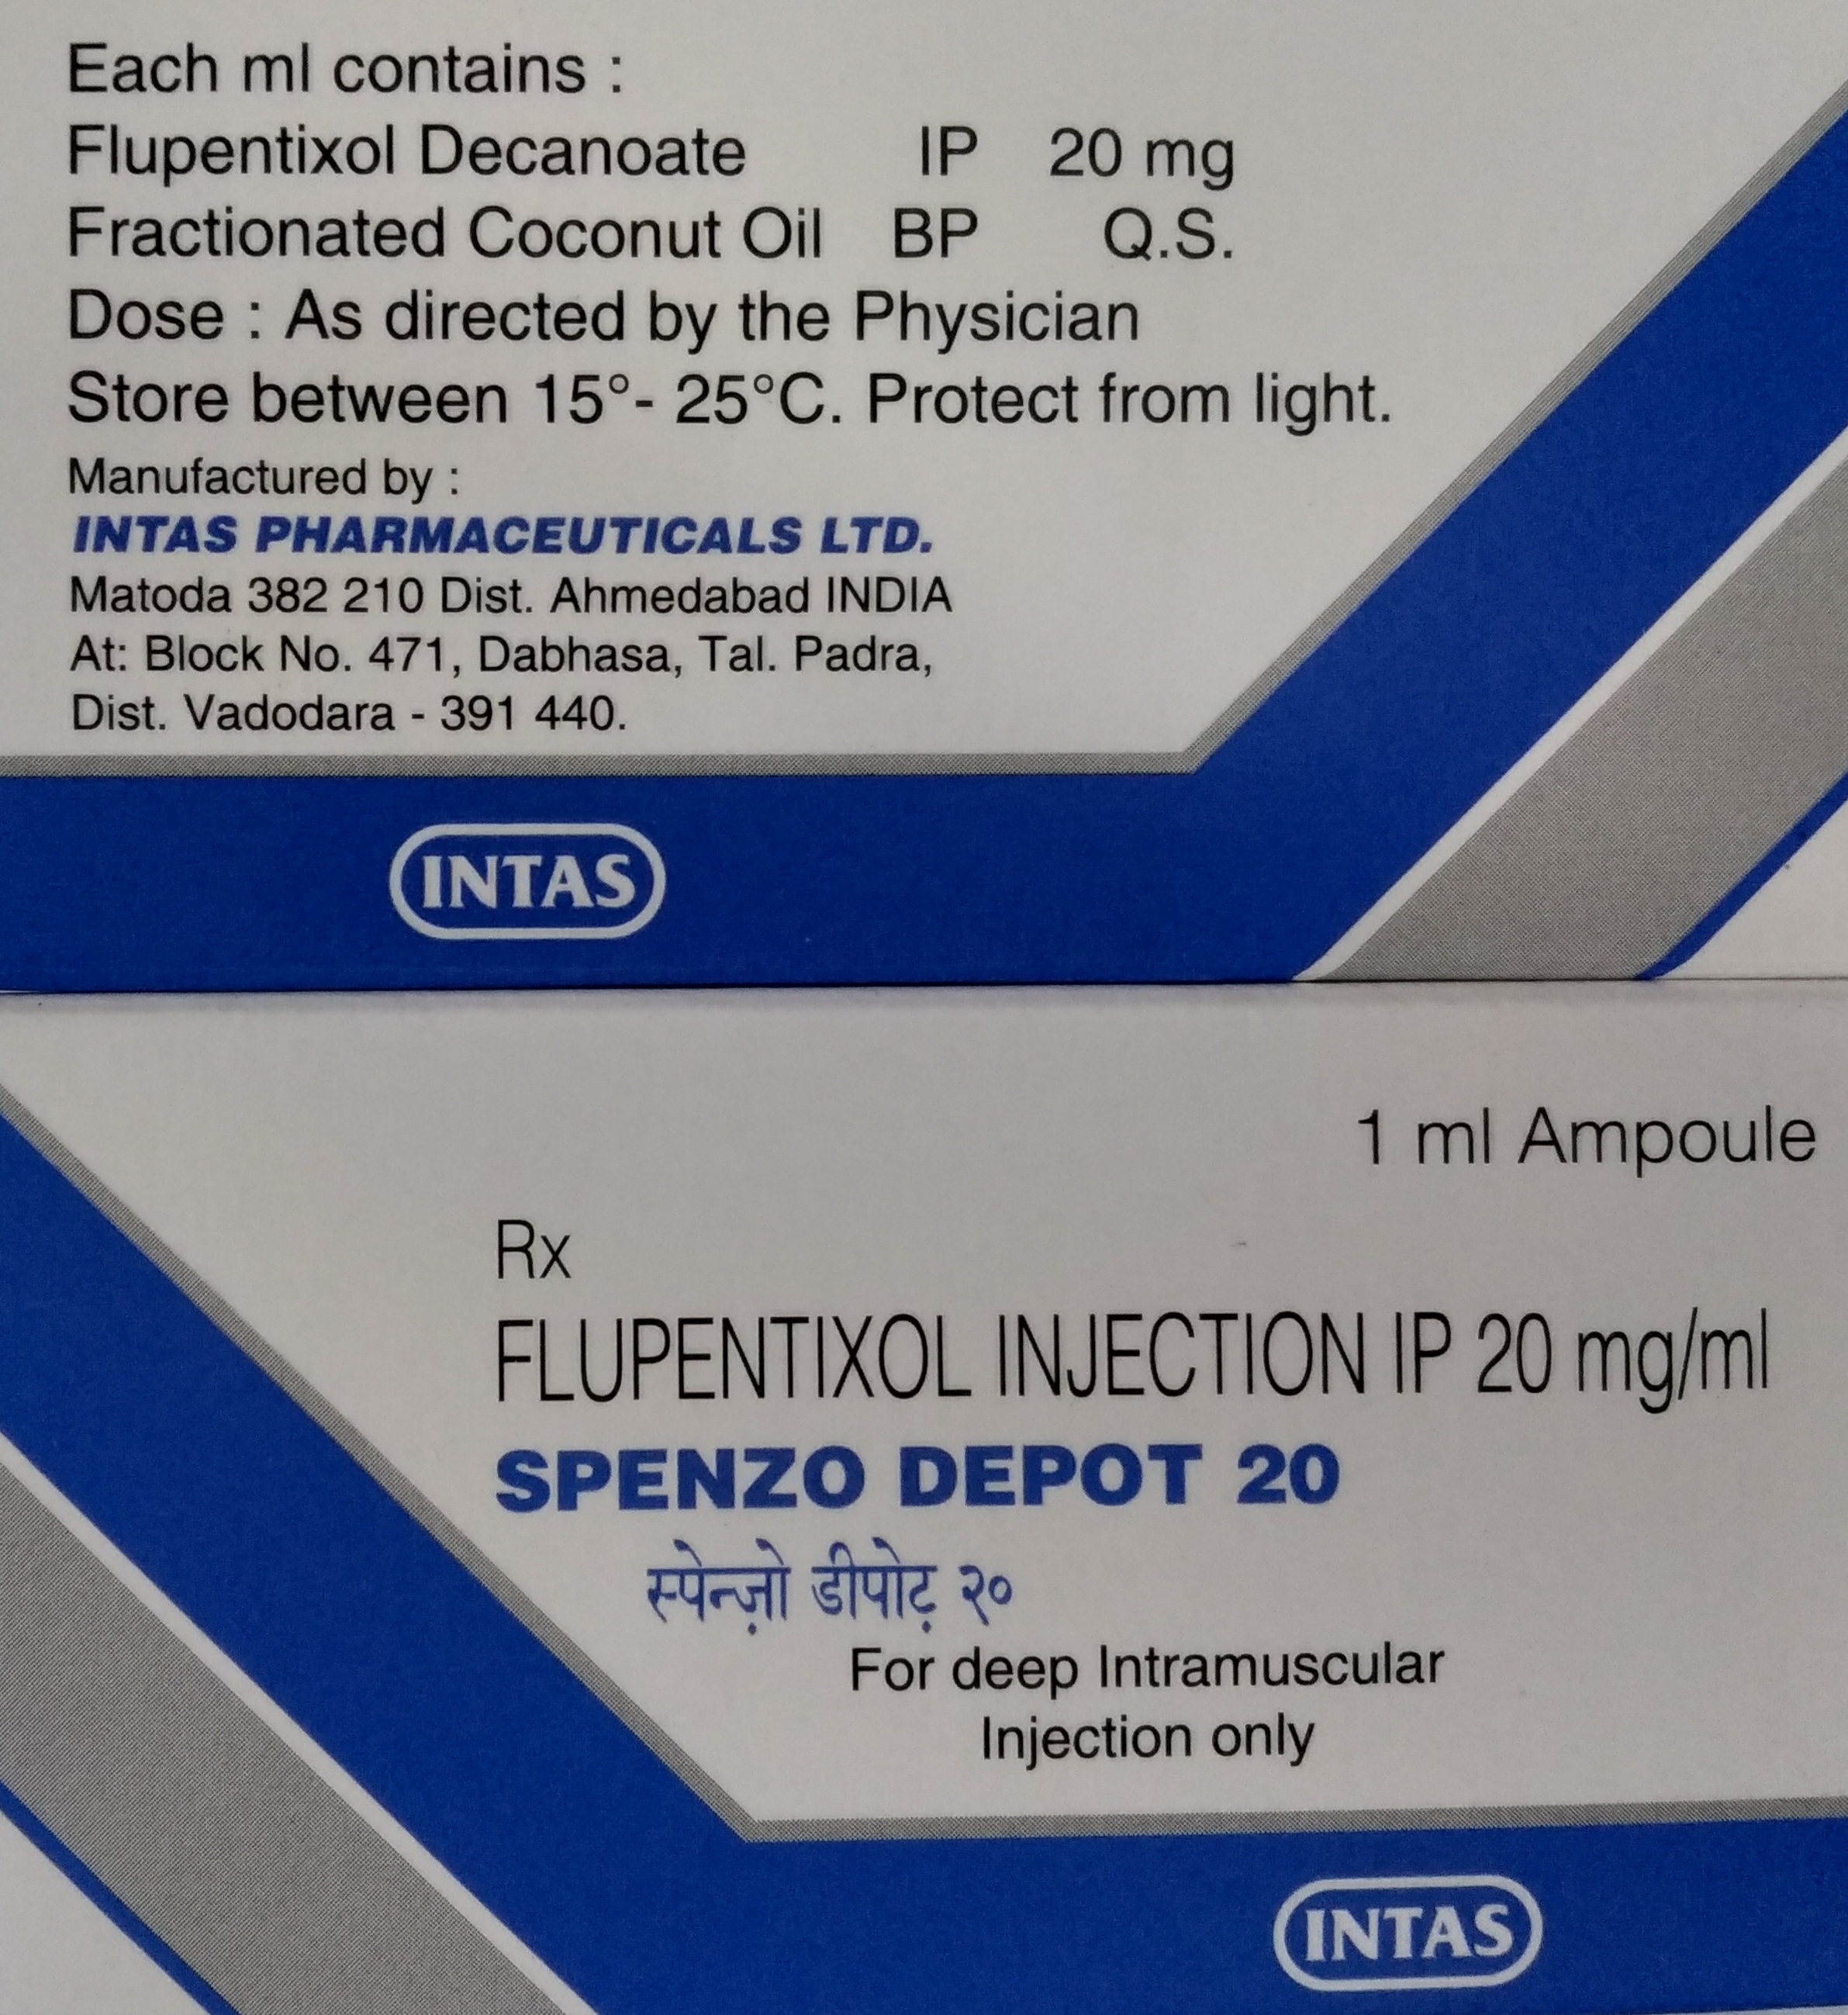 Each ml contains :
Flupentixol Decanoate IP 20 mg
Fractionated Coconut Oil BP Q.S.
Dose : As directed by the Physician
Store between 15°- 25°C. Protect from light.
Manufactured by :
INTAS PHARMACEUTICALS LTD.
Matoda 382 210 Dist. Ahmedabad INDIA
At: Block No. 471, Dabhasa, Tal. Padra,
Dist. Vadodara - 391 440.
INTAS
1 ml Ampoule
Rx
FLUPENTIXOL INJECTION IP 20 mg/ml
SPENZO DEPOT 20
स्पेन्ज़ो डीपोट़ २०
For deep Intramuscular
Injection only
INTAS